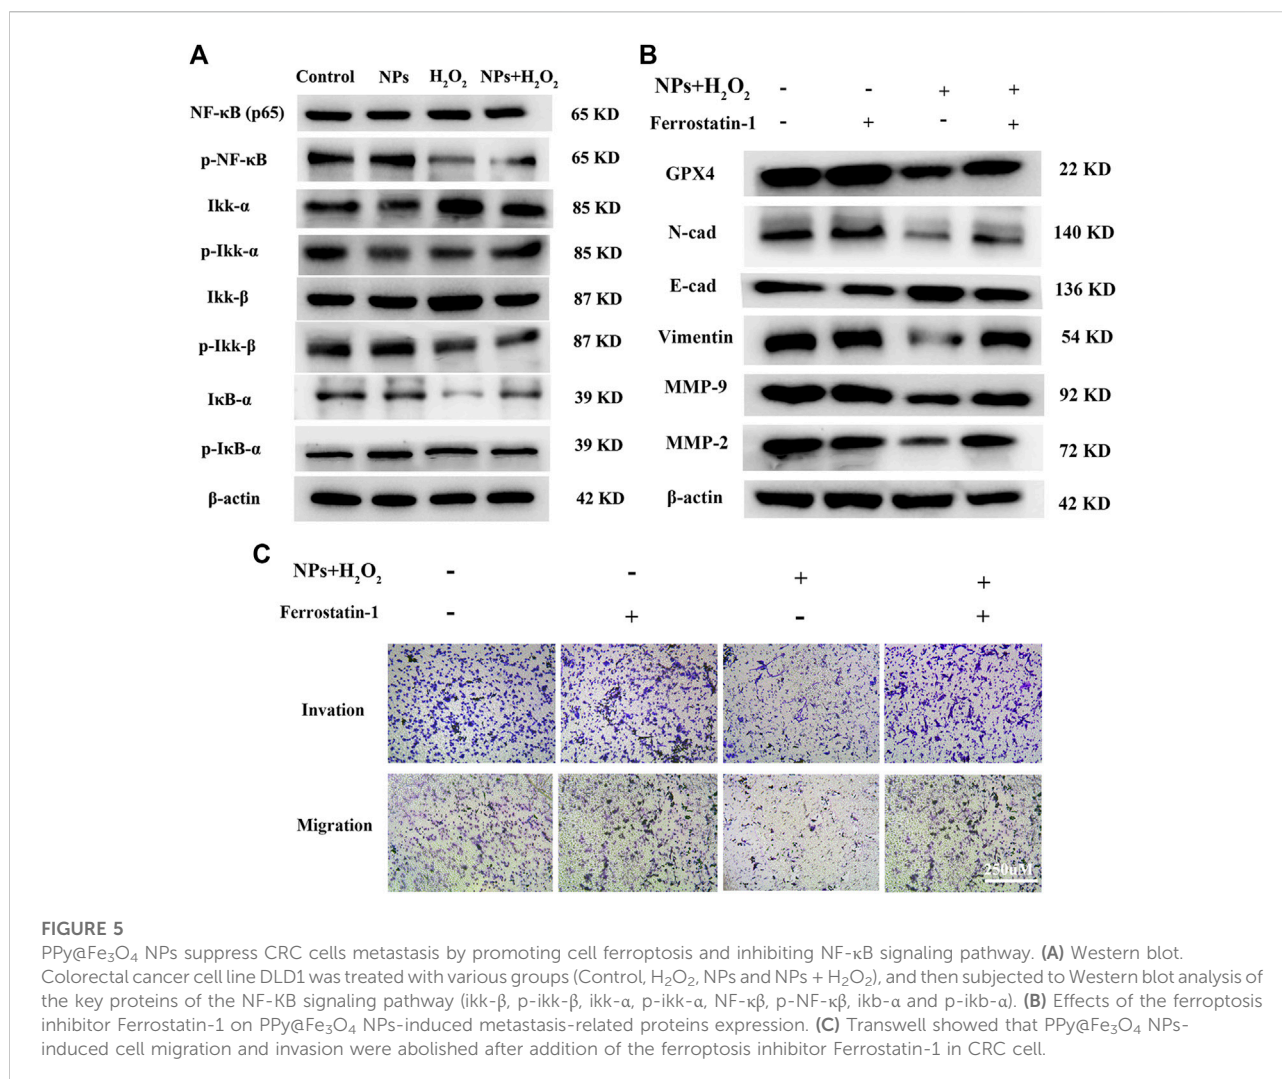 A
Control NPs H₂O₂ NPs+H₂O₂
NF-κB (p65) 65 KD
p-NF-κB 65 KD
Ikk-α 85 KD
p-Ikk-α 85 KD
Ikk-β 87 KD
p-Ikk-β 87 KD
IκB-α 39 KD
p-IκB-α 39 KD
β-actin 42 KD
B
NPs+H₂O₂ - - + +
Ferrostatin-1 - + - +
GPX4 22 KD
N-cad 140 KD
E-cad 136 KD
Vimentin 54 KD
MMP-9 92 KD
MMP-2 72 KD
β-actin 42 KD
C
NPs+H₂O₂ - - + +
Ferrostatin-1 - + - +
Invation
Migration
250uM
FIGURE 5
PPy@Fe₃O₄ NPs suppress CRC cells metastasis by promoting cell ferroptosis and inhibiting NF-κB signaling pathway. (A) Western blot.
Colorectal cancer cell line DLD1 was treated with various groups (Control, H₂O₂, NPs and NPs + H₂O₂), and then subjected to Western blot analysis of
the key proteins of the NF-KB signaling pathway (ikk-β, p-ikk-β, ikk-α, p-ikk-α, NF-κβ, p-NF-κβ, ikb-α and p-ikb-α). (B) Effects of the ferroptosis
inhibitor Ferrostatin-1 on PPy@Fe₃O₄ NPs-induced metastasis-related proteins expression. (C) Transwell showed that PPy@Fe₃O₄ NPs-
induced cell migration and invasion were abolished after addition of the ferroptosis inhibitor Ferrostatin-1 in CRC cell.